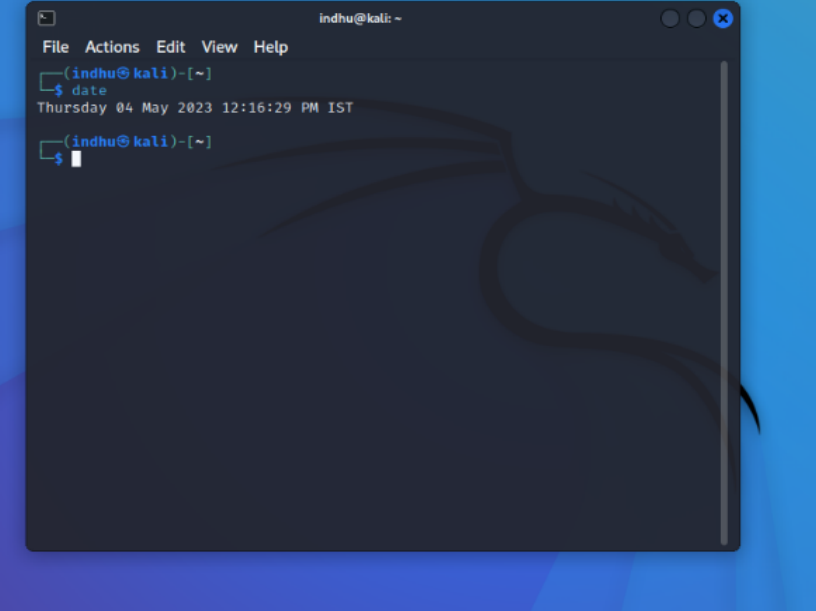 indhu@kali: ~
File Actions Edit View Help
┌──(indhu㉿kali)-[~]
└─$ date
Thursday 04 May 2023 12:16:29 PM IST
┌──(indhu㉿kali)-[~]
└─$